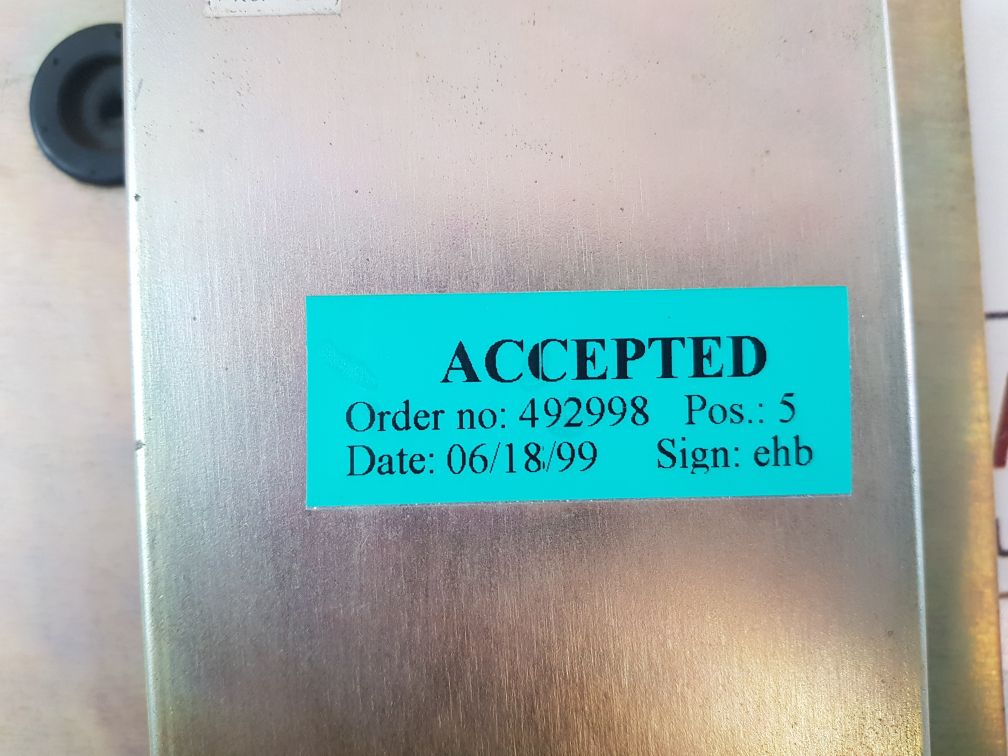 ACCEPTED
Order no: 492998 Pos.: 5
Date: 06/18/99 Sign: ehb